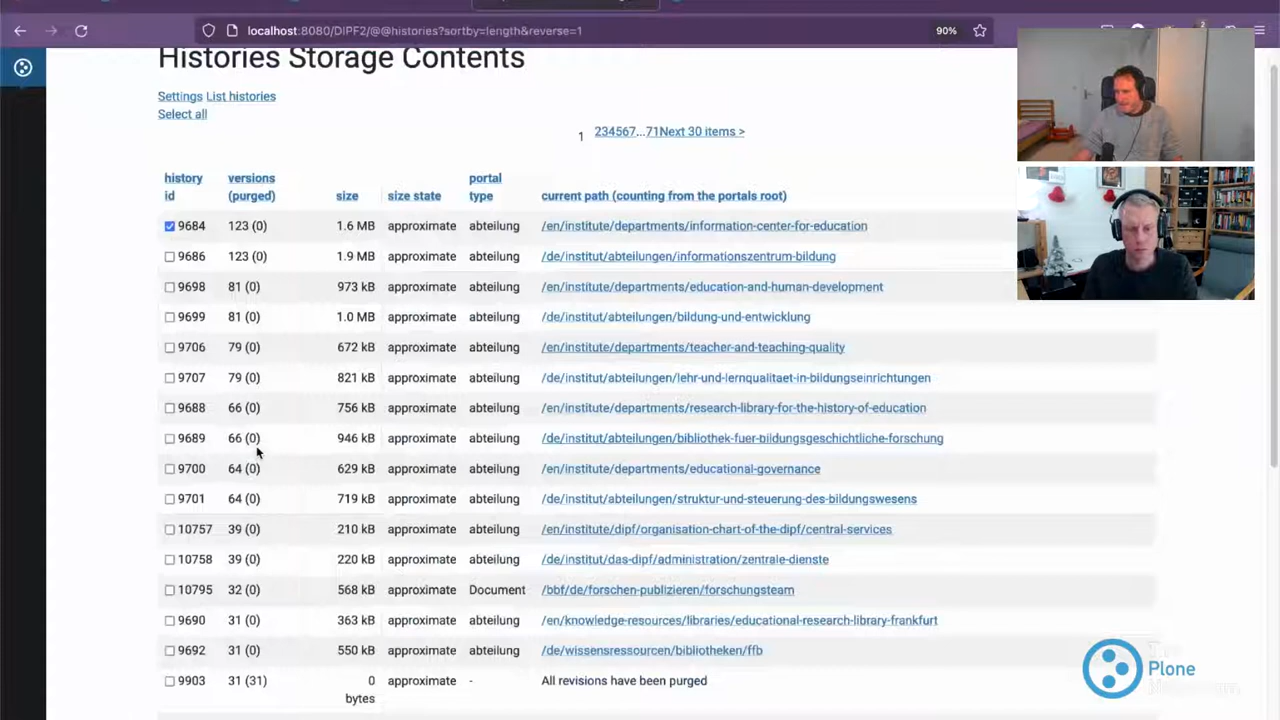 localhost:8080/DIPF2/@@histories?sortby=length&reverse=1
90%
2
Histories Storage Contents
Settings List histories
Select all
1 234567...71Next 30 items >
history id versions (purged) size size state portal type current path (counting from the portals root)
9684 123 (0) 1.6 MB approximate abteilung /en/institute/departments/information-center-for-education
9686 123 (0) 1.9 MB approximate abteilung /de/institut/abteilungen/informationszentrum-bildung
9698 81 (0) 973 kB approximate abteilung /en/institute/departments/education-and-human-development
9699 81 (0) 1.0 MB approximate abteilung /de/institut/abteilungen/bildung-und-entwicklung
9706 79 (0) 672 kB approximate abteilung /en/institute/departments/teacher-and-teaching-quality
9707 79 (0) 821 kB approximate abteilung /de/institut/abteilungen/lehr-und-lernqualitaet-in-bildungseinrichtungen
9688 66 (0) 756 kB approximate abteilung /en/institute/departments/research-library-for-the-history-of-education
9689 66 (0) 946 kB approximate abteilung /de/institut/abteilungen/bibliothek-fuer-bildungsgeschichtliche-forschung
9700 64 (0) 629 kB approximate abteilung /en/institute/departments/educational-governance
9701 64 (0) 719 kB approximate abteilung /de/institut/abteilungen/struktur-und-steuerung-des-bildungswesens
10757 39 (0) 210 kB approximate abteilung /en/institute/dipf/organisation-chart-of-the-dipf/central-services
10758 39 (0) 220 kB approximate abteilung /de/institut/das-dipf/administration/zentrale-dienste
10795 32 (0) 568 kB approximate Document /bbf/de/forschen-publizieren/forschungsteam
9690 31 (0) 363 kB approximate abteilung /en/knowledge-resources/libraries/educational-research-library-frankfurt
9692 31 (0) 550 kB approximate abteilung /de/wissensressourcen/bibliotheken/ffb
9903 31 (31) 0 bytes approximate - All revisions have been purged
Plone